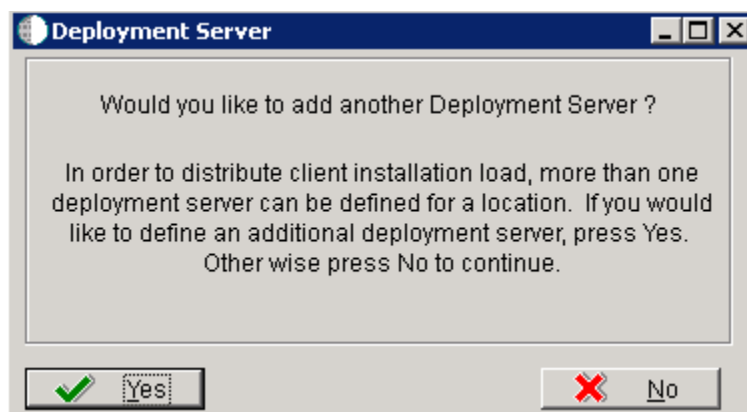 Deployment Server
Would you like to add another Deployment Server ?
In order to distribute client installation load, more than one
deployment server can be defined for a location. If you would
like to define an additional deployment server, press Yes.
Other wise press No to continue.
Yes
No